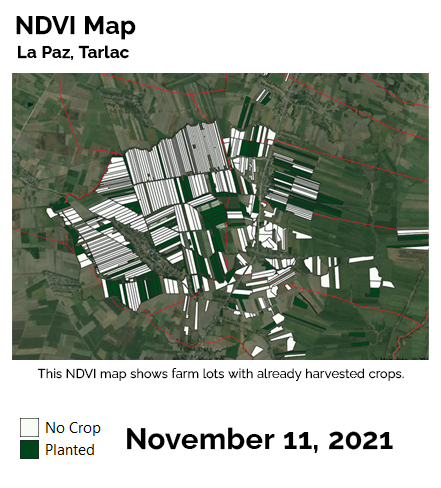 NDVI Map
La Paz, Tarlac
This NDVI map shows farm lots with already harvested crops.
No Crop
Planted
November 11, 2021